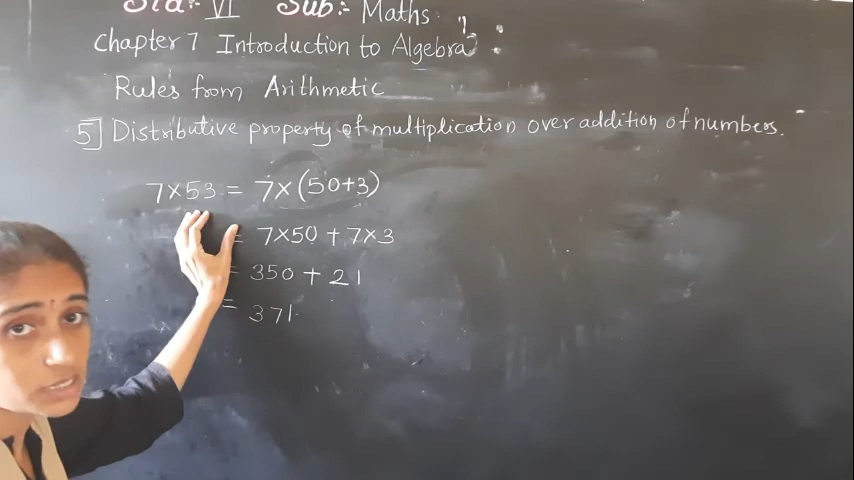 Std:- VI Sub:- Maths
Chapter 7 Introduction to Algebra
Rules from Arithmetic
5] Distributive property of multiplication over addition of numbers.
7×53 = 7×(50+3)
= 7×50 + 7×3
= 350 + 21
= 371